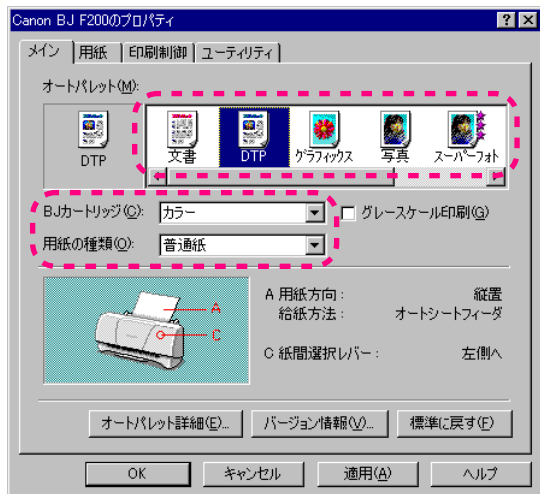 Canon BJ F200のプロパティ
メイン 用紙 印刷制御 ユーティリティ
オートパレット(M):
DTP
文書 DTP グラフィックス 写真 スーパーフォト
BJカートリッジ(C): カラー グレースケール印刷(G)
用紙の種類(O): 普通紙
A 用紙方向: 縦置
給紙方法: オートシートフィーダ
C 紙間選択レバー: 左側へ
A
C
オートパレット詳細(E)... バージョン情報(V)... 標準に戻す(F)
OK キャンセル 適用(A) ヘルプ